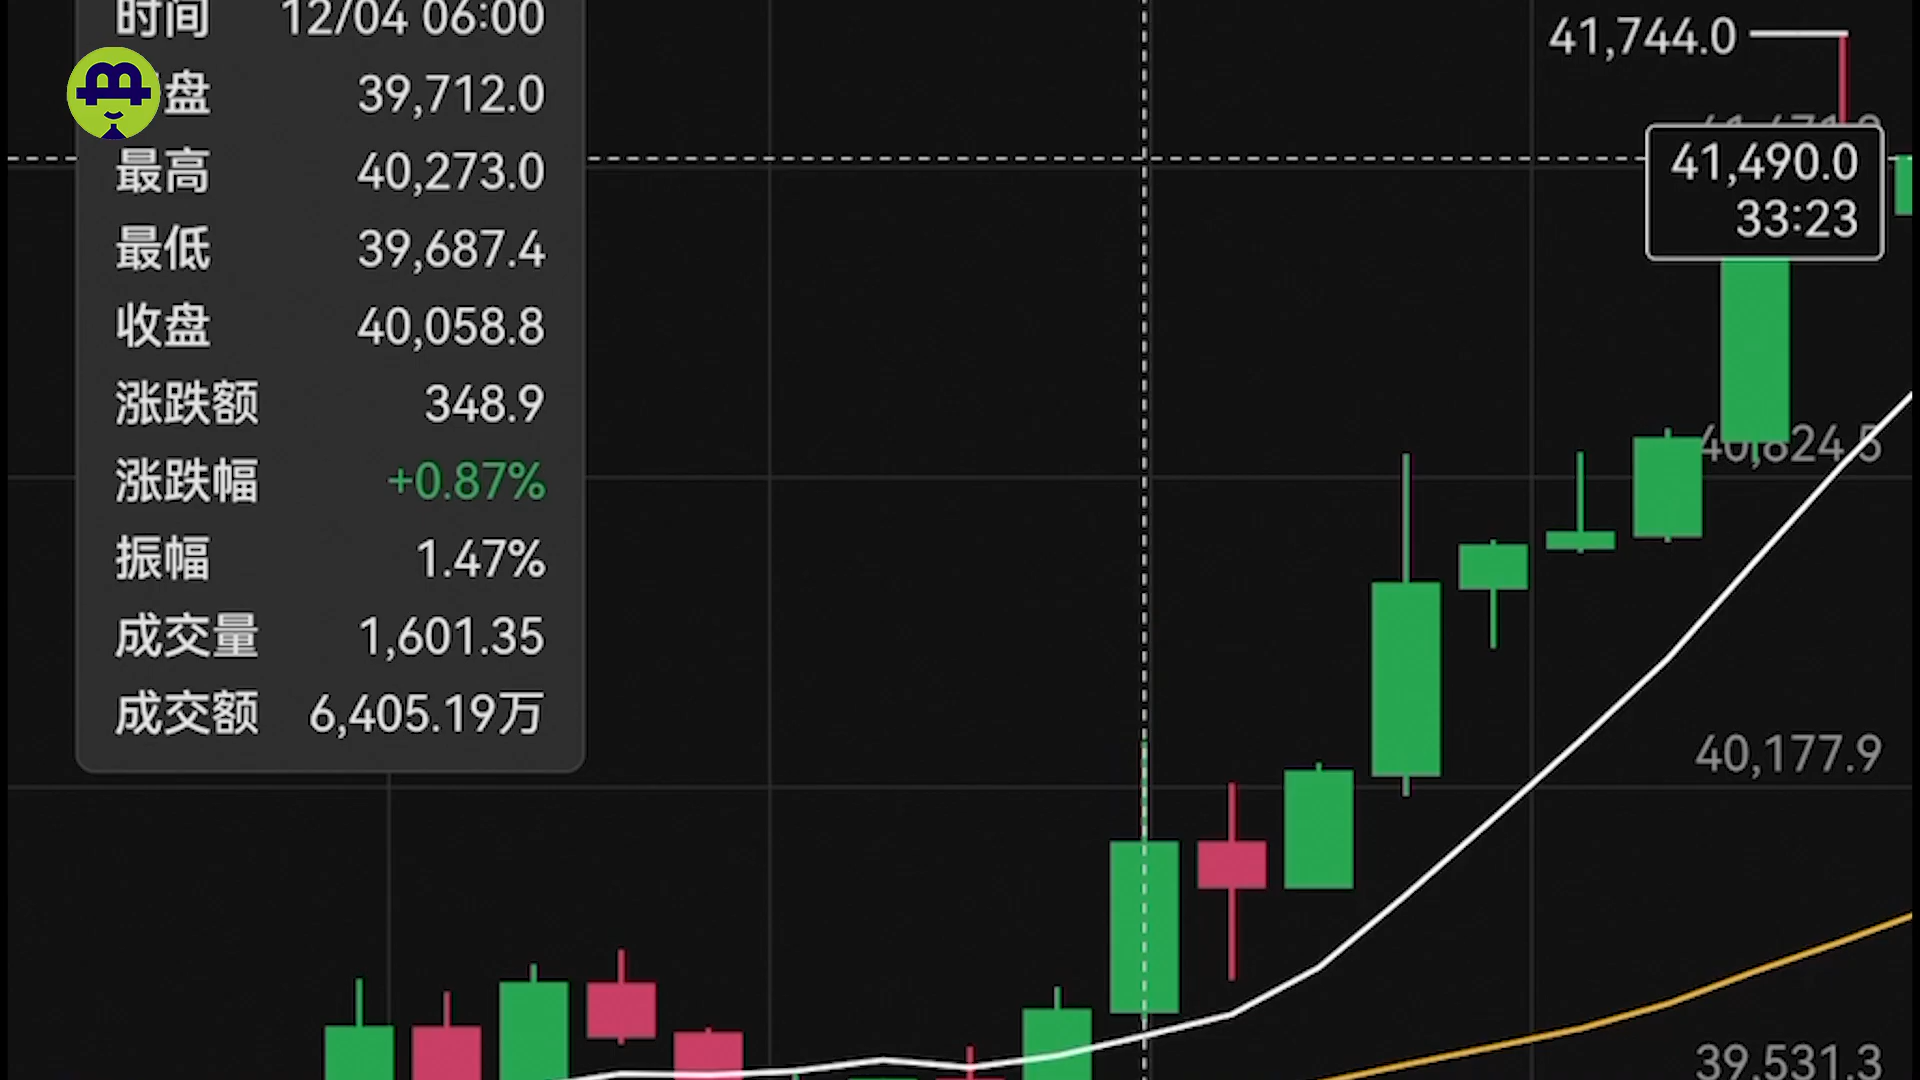 时间 12/04 06:00
盘 39,712.0
最高 40,273.0
最低 39,687.4
收盘 40,058.8
涨跌额 348.9
涨跌幅 +0.87%
振幅 1.47%
成交量 1,601.35
成交额 6,405.19万
41,744.0
41,490.0
33:23
40,824.5
40,177.9
39,531.3